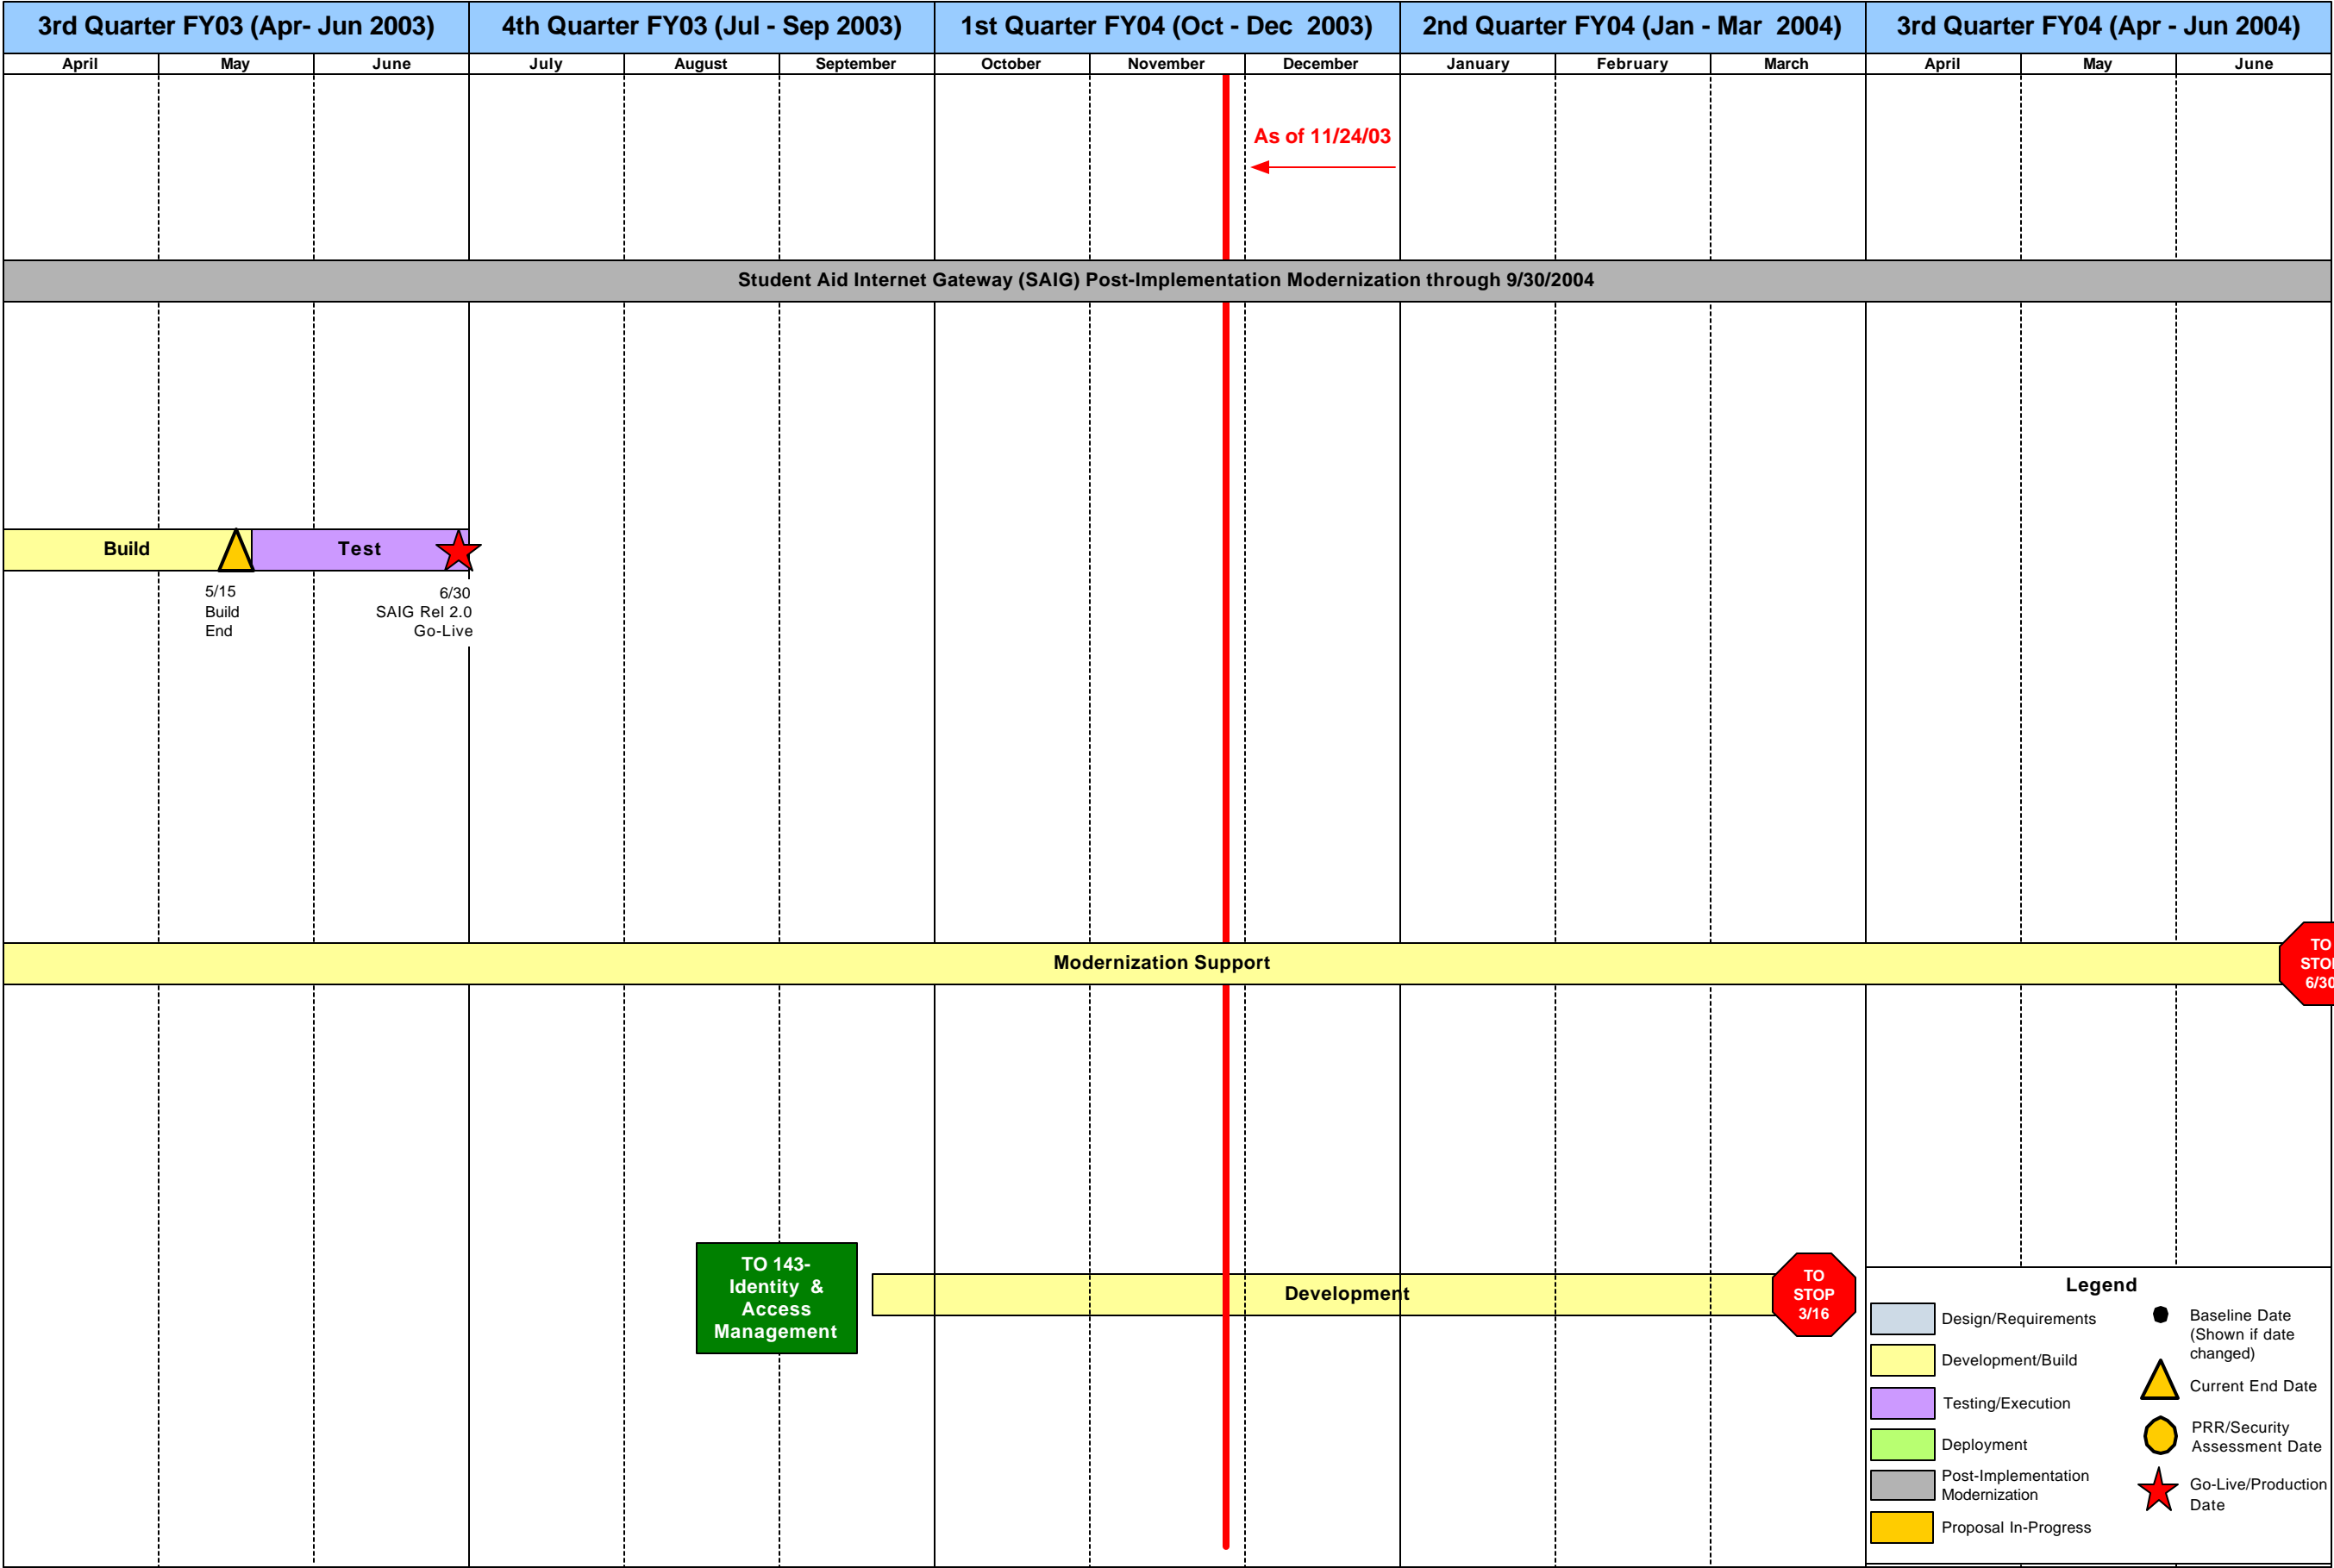 3rd Quarter FY03 (Apr- Jun 2003)
4th Quarter FY03 (Jul - Sep 2003)
1st Quarter FY04 (Oct - Dec 2003)
2nd Quarter FY04 (Jan - Mar 2004)
3rd Quarter FY04 (Apr - Jun 2004)
April
May
June
July
August
September
October
November
December
January
February
March
April
May
June
As of 11/24/03
Student Aid Internet Gateway (SAIG) Post-Implementation Modernization through 9/30/2004
Build
Test
5/15
Build
End
6/30
SAIG Rel 2.0
Go-Live
Modernization Support
TO
STO
6/30
TO 143-
Identity &
Access
Management
Development
TO
STOP
3/16
Legend
Design/Requirements
Development/Build
Testing/Execution
Deployment
Post-Implementation
Modernization
Proposal In-Progress
Baseline Date
(Shown if date
changed)
Current End Date
PRR/Security
Assessment Date
Go-Live/Production
Date